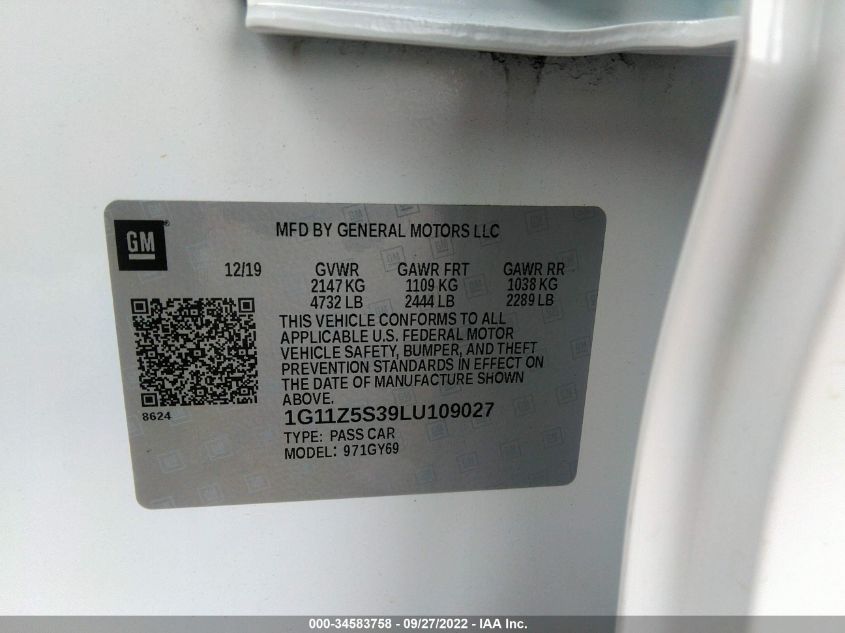 GM
MFD BY GENERAL MOTORS LLC
12/19 GVWR GAWR FRT GAWR RR
2147 KG 1109 KG 1038 KG
4732 LB 2444 LB 2289 LB
THIS VEHICLE CONFORMS TO ALL
APPLICABLE U.S. FEDERAL MOTOR
VEHICLE SAFETY, BUMPER, AND THEFT
PREVENTION STANDARDS IN EFFECT ON
THE DATE OF MANUFACTURE SHOWN
ABOVE.
8624
1G11Z5S39LU109027
TYPE: PASS CAR
MODEL: 971GY69
000-34583758 - 09/27/2022 - IAA Inc.